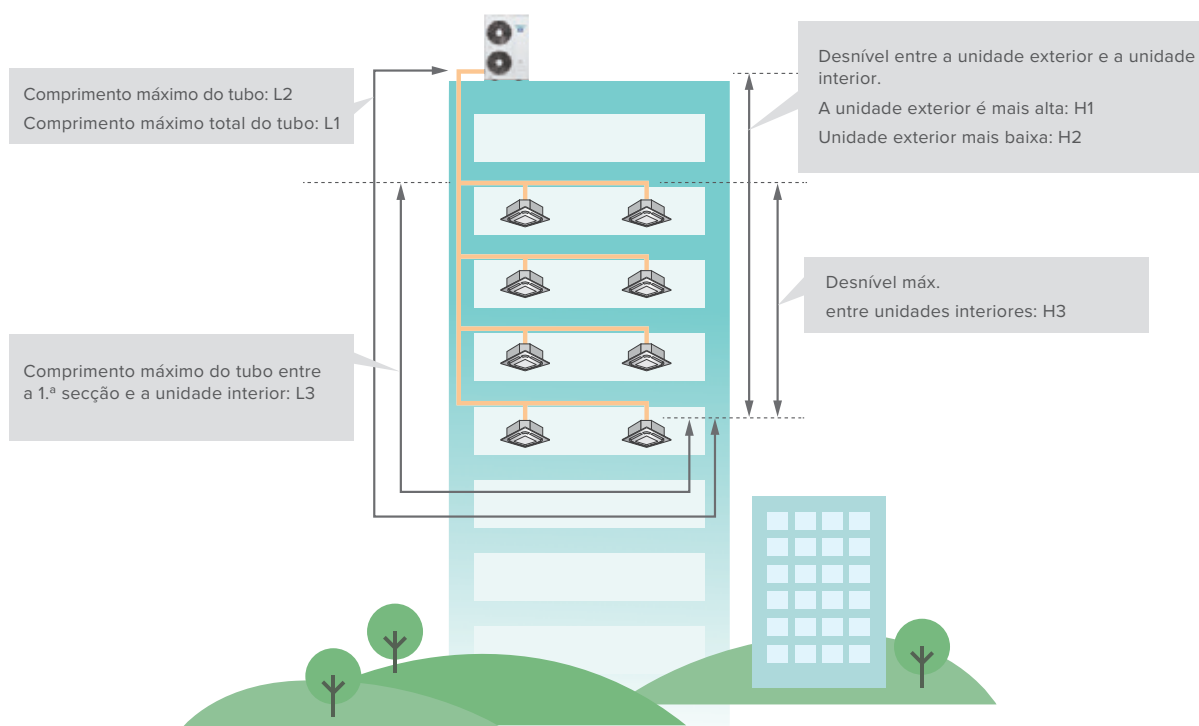 Comprimento máximo do tubo: L2
Comprimento máximo total do tubo: L1
Desnível entre a unidade exterior e a unidade
interior.
A unidade exterior é mais alta: H1
Unidade exterior mais baixa: H2
Desnível máx.
entre unidades interiores: H3
Comprimento máximo do tubo entre
a 1.ª secção e a unidade interior: L3